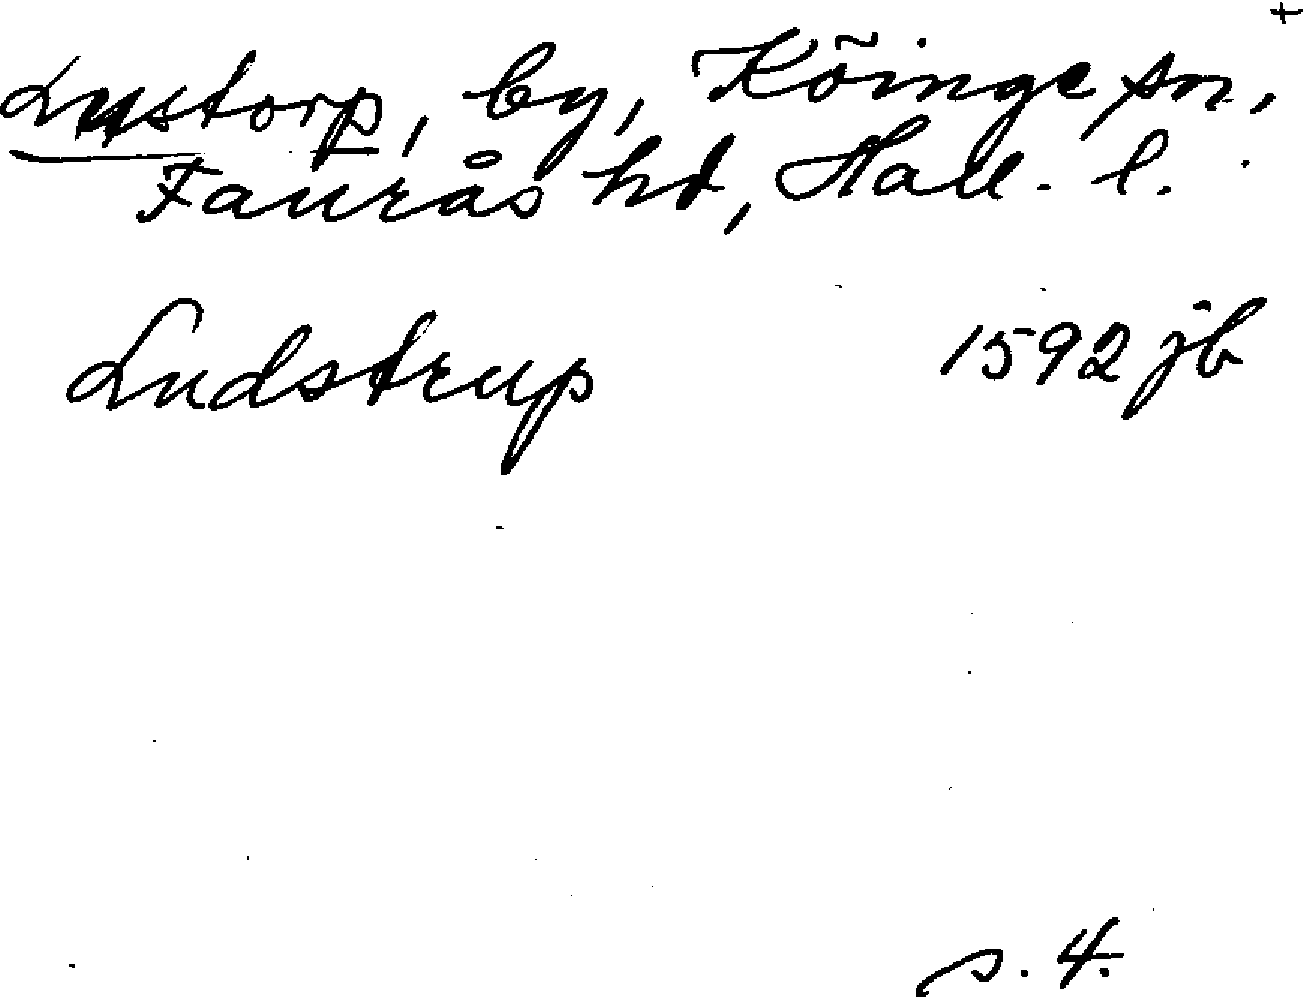 Lustorp, by, Köinge sn,
Faurås hd, Hall. l.
Ludstrup 1592 jb
s. 4.